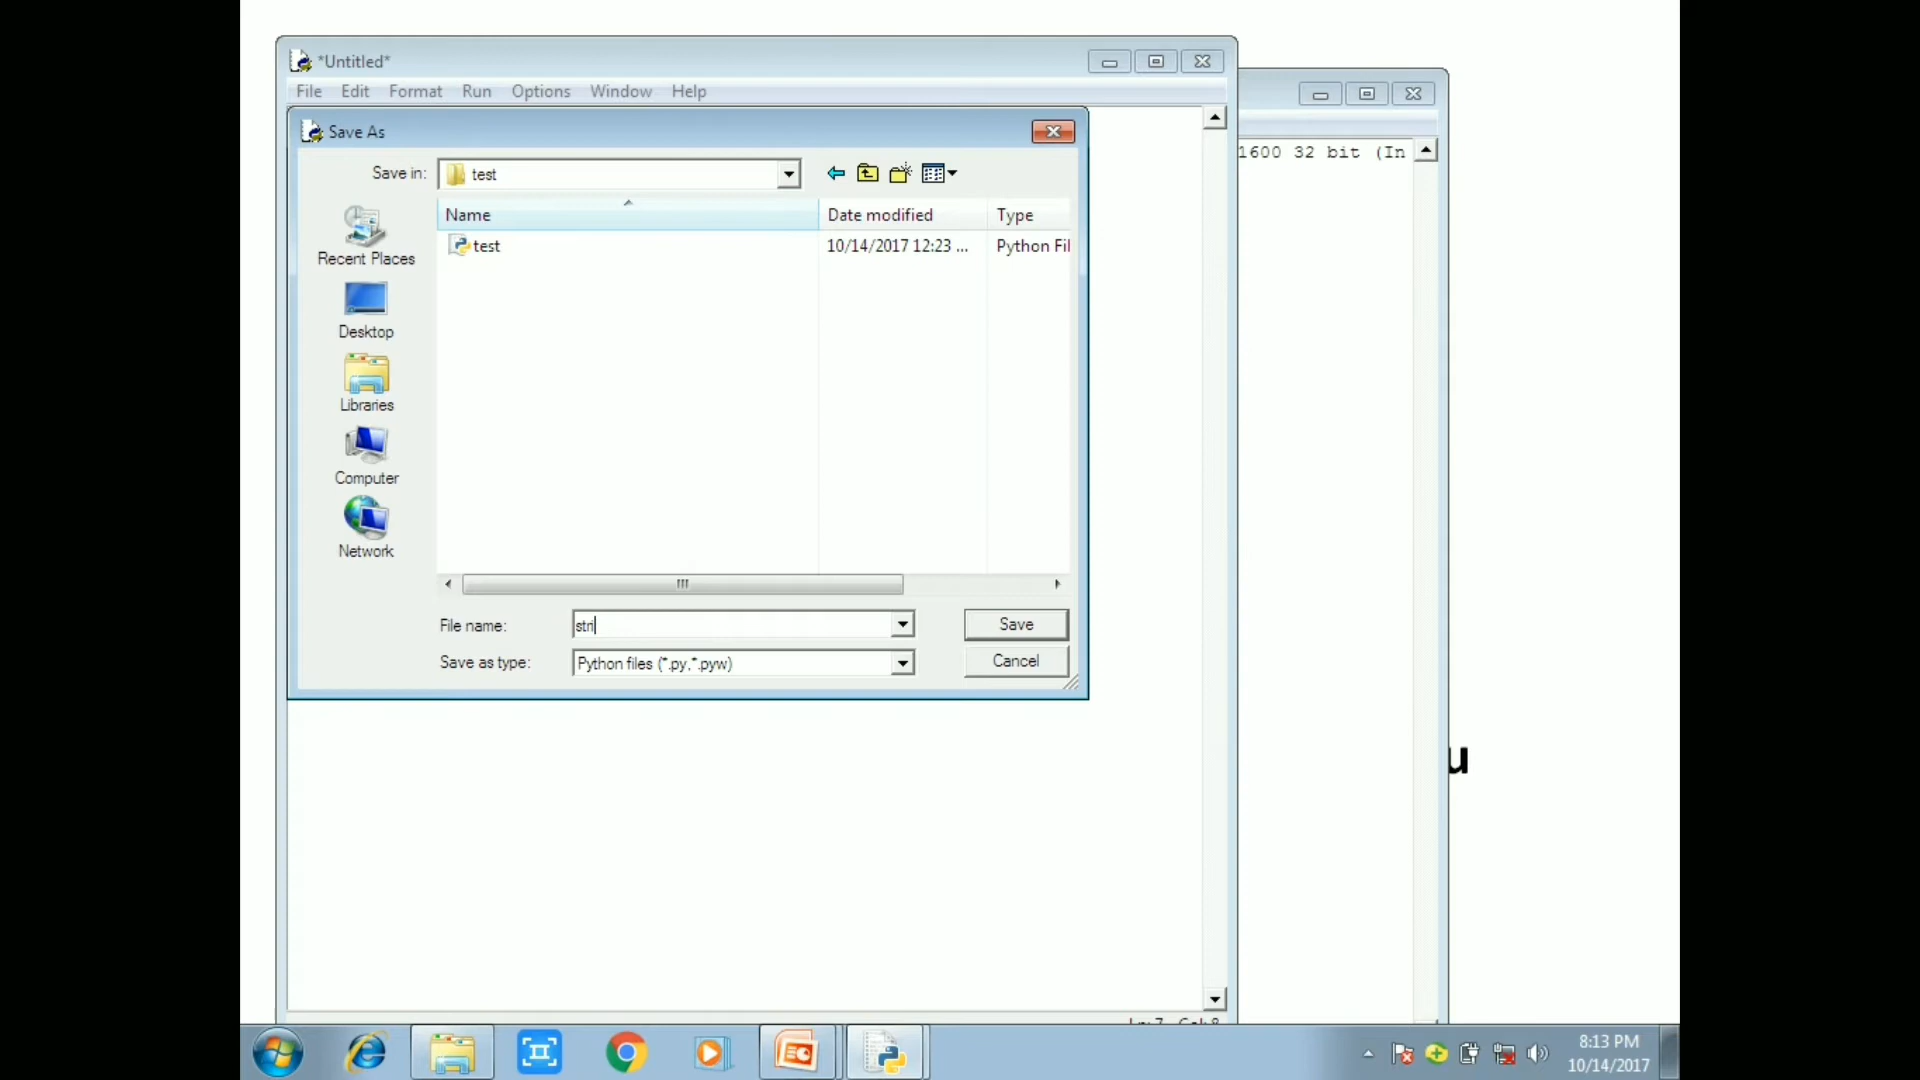 *Untitled*
File Edit Format Run Options Window Help
Save As
1600 32 bit (In
Save in: test
Name Date modified Type
test 10/14/2017 12:23 ... Python Fil
Recent Places
Desktop
Libraries
Computer
Network
File name: stri Save
Save as type: Python files (*.py,*.pyw) Cancel
u
8:13 PM
10/14/2017